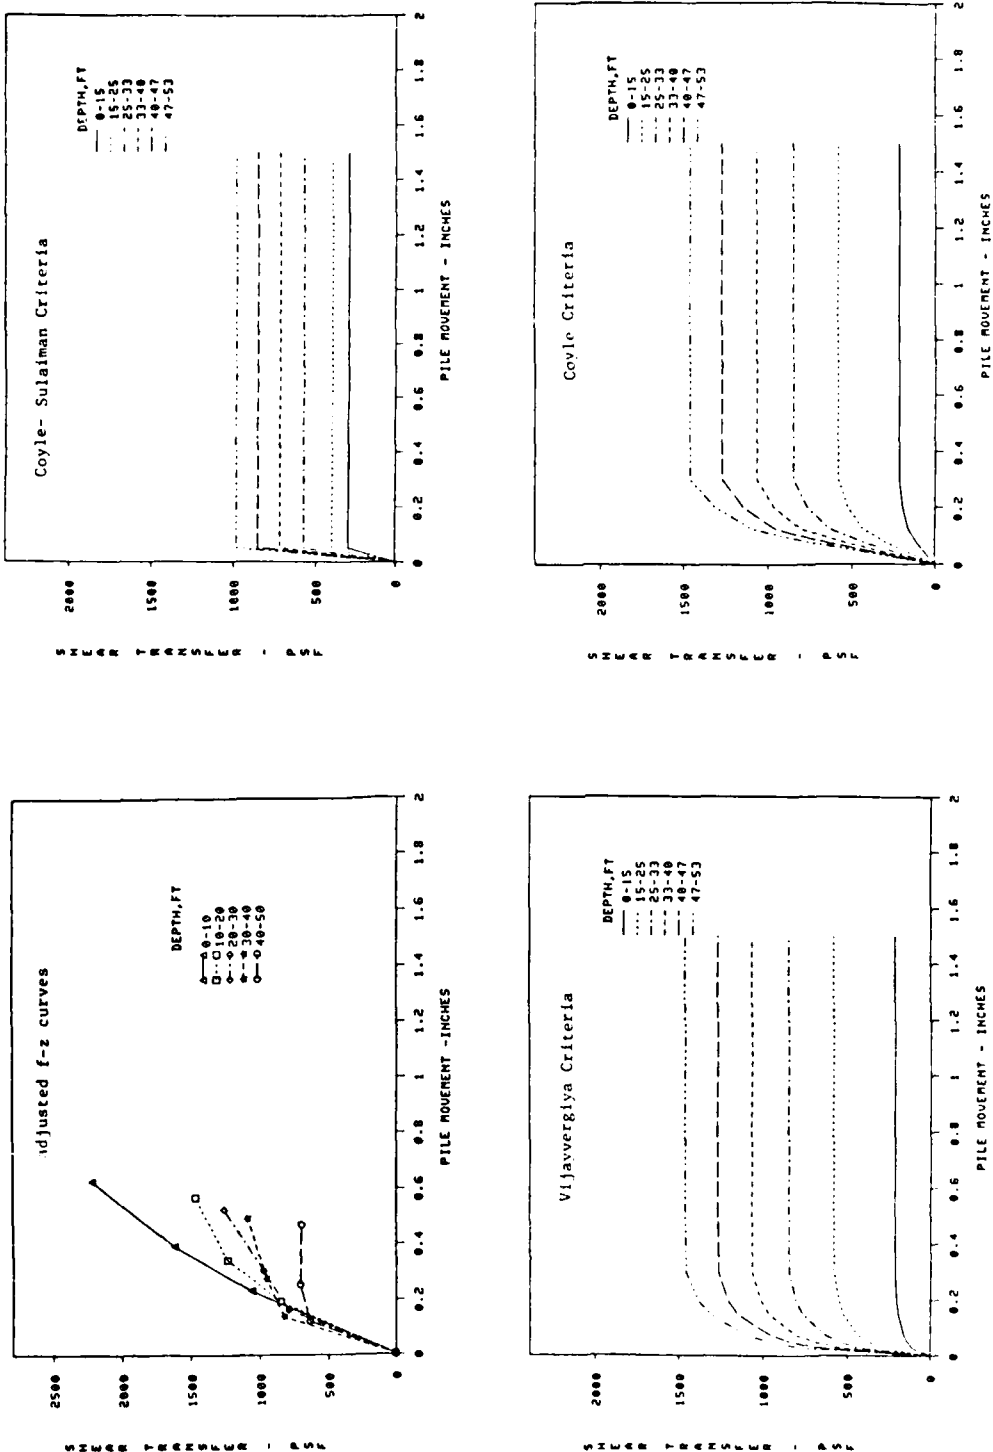 Adjusted f-z curves
DEPTH,FT
0-10
10-20
20-30
30-40
40-50
SHEAR TRANSFER - PSF
2500
2000
1500
1000
500
0
0 0.2 0.4 0.6 0.8 1 1.2 1.4 1.6 1.8 2
PILE MOVEMENT -INCHES
Coyle- Sulaiman Criteria
DEPTH,FT
0-15
15-25
25-33
33-40
40-47
47-53
SHEAR TRANSFER - PSF
2000
1500
1000
500
0
0 0.2 0.4 0.6 0.8 1 1.2 1.4 1.6 1.8 2
PILE MOVEMENT - INCHES
Vijayvergiya Criteria
DEPTH,FT
0-15
15-25
25-33
33-40
40-47
47-53
SHEAR TRANSFER - PSF
2000
1500
1000
500
0
0 0.2 0.4 0.6 0.8 1 1.2 1.4 1.6 1.8 2
PILE MOVEMENT - INCHES
Coyle Criteria
DEPTH,FT
0-15
15-25
25-33
33-40
40-47
47-53
SHEAR TRANSFER - PSF
2000
1500
1000
500
0
0 0.2 0.4 0.6 0.8 1 1.2 1.4 1.6 1.8 2
PILE MOVEMENT - INCHES